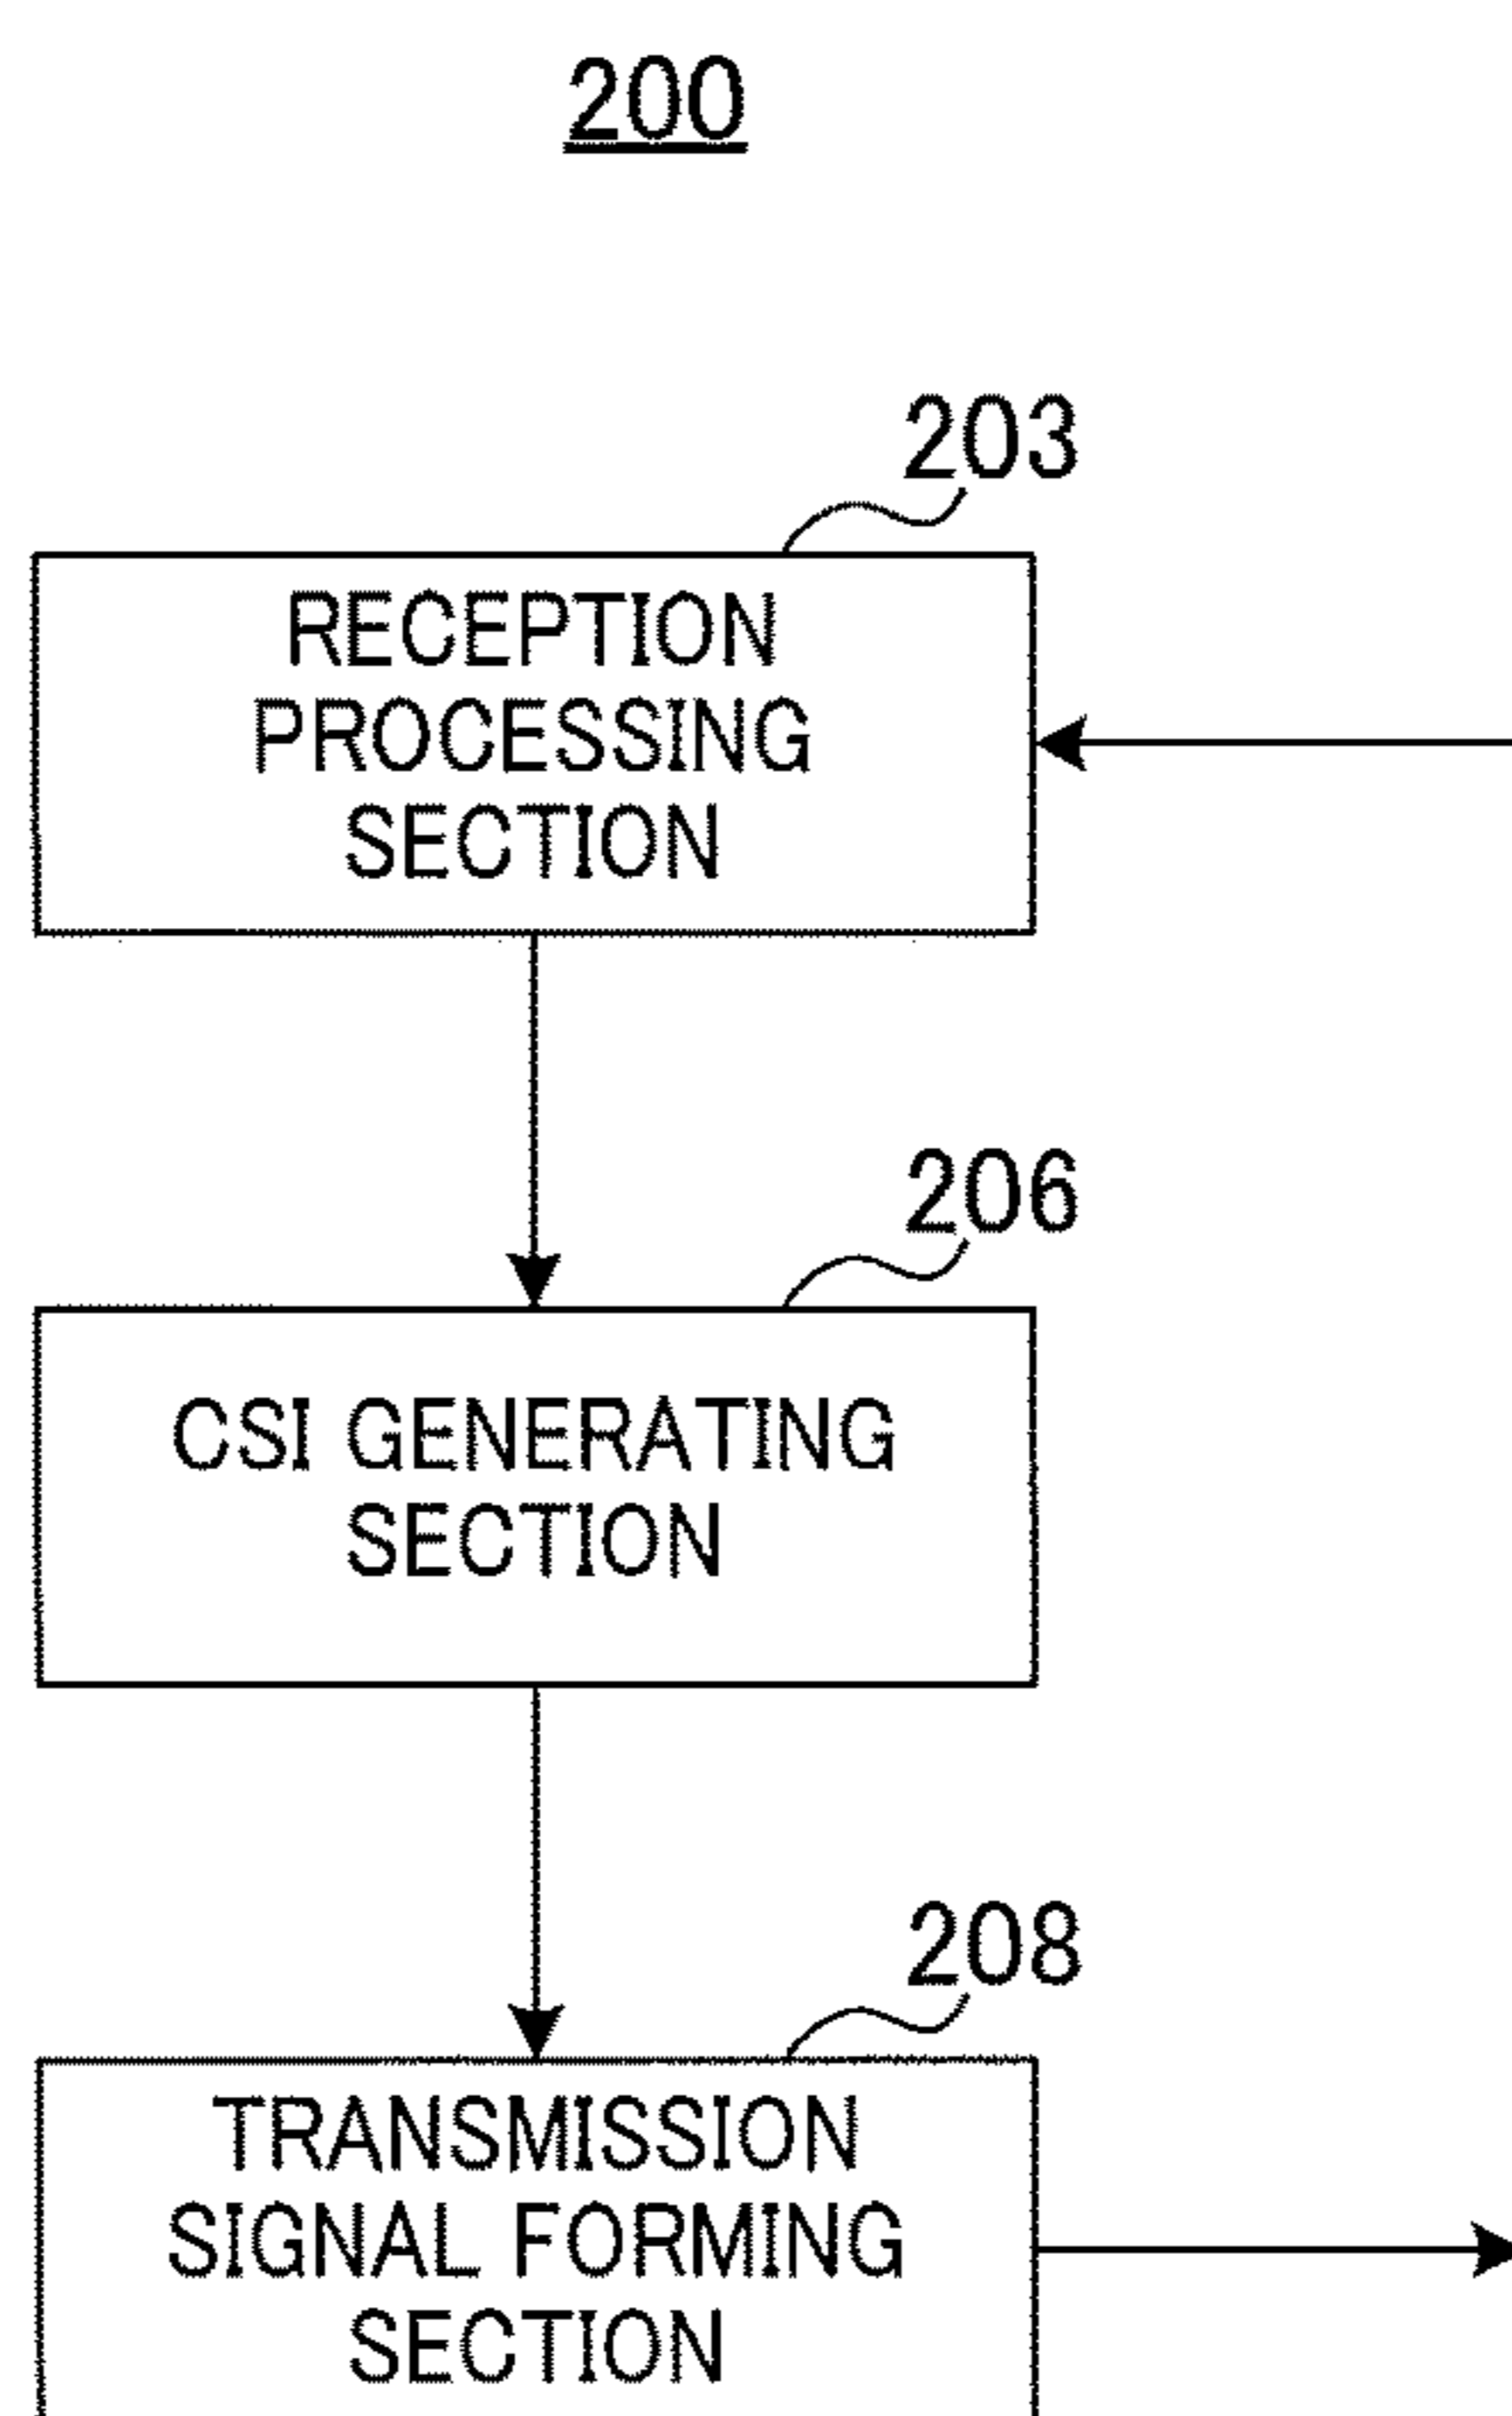 200
203
RECEPTION
PROCESSING
SECTION
206
CSI GENERATING
SECTION
208
TRANSMISSION
SIGNAL FORMING
SECTION